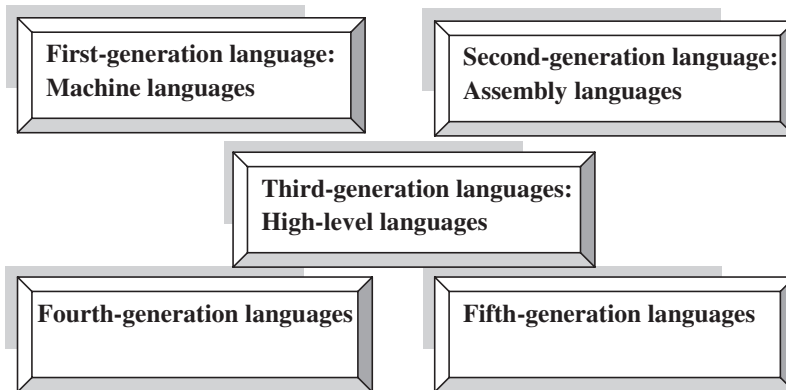 First-generation language:
Machine languages
Second-generation language:
Assembly languages
Third-generation languages:
High-level languages
Fourth-generation languages
Fifth-generation languages